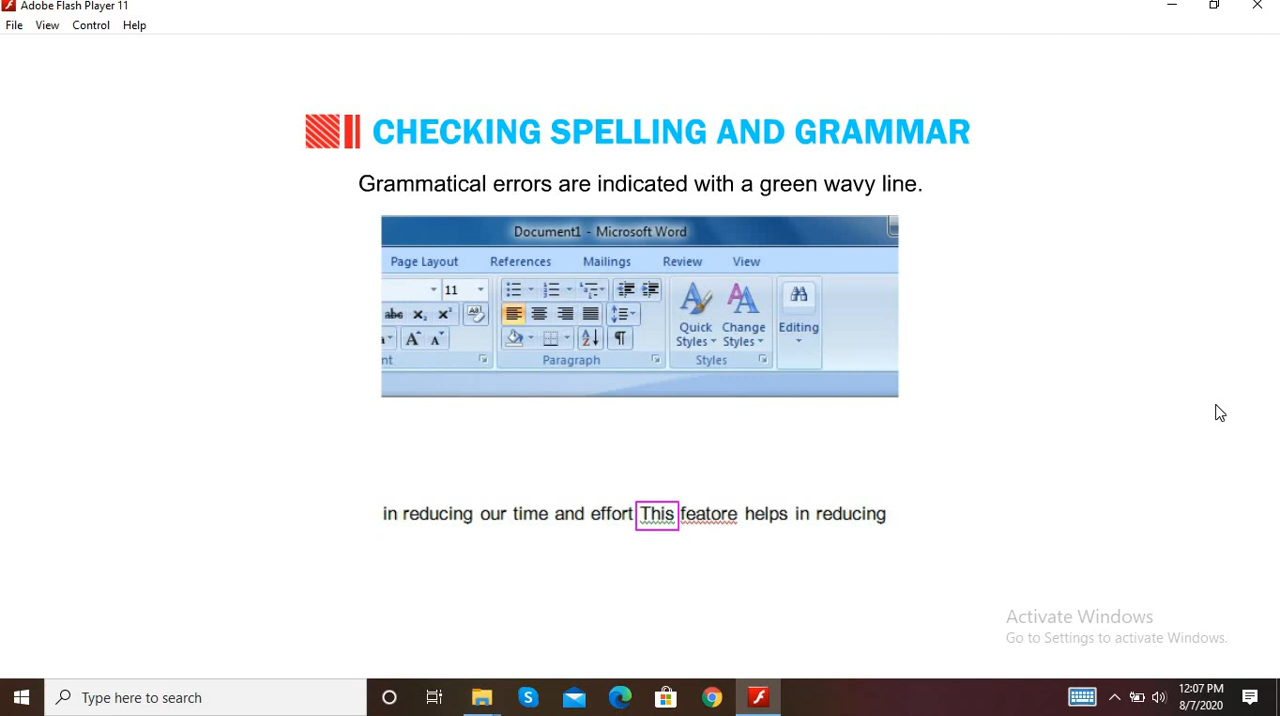 Adobe Flash Player 11
File View Control Help
CHECKING SPELLING AND GRAMMAR
Grammatical errors are indicated with a green wavy line.
Document1 - Microsoft Word
Page Layout References Mailings Review View
11
abc x₂ x²
Quick Styles Change Styles Editing
nt Paragraph Styles
in reducing our time and effort This featore helps in reducing
Activate Windows
Go to Settings to activate Windows.
Type here to search
12:07 PM
8/7/2020